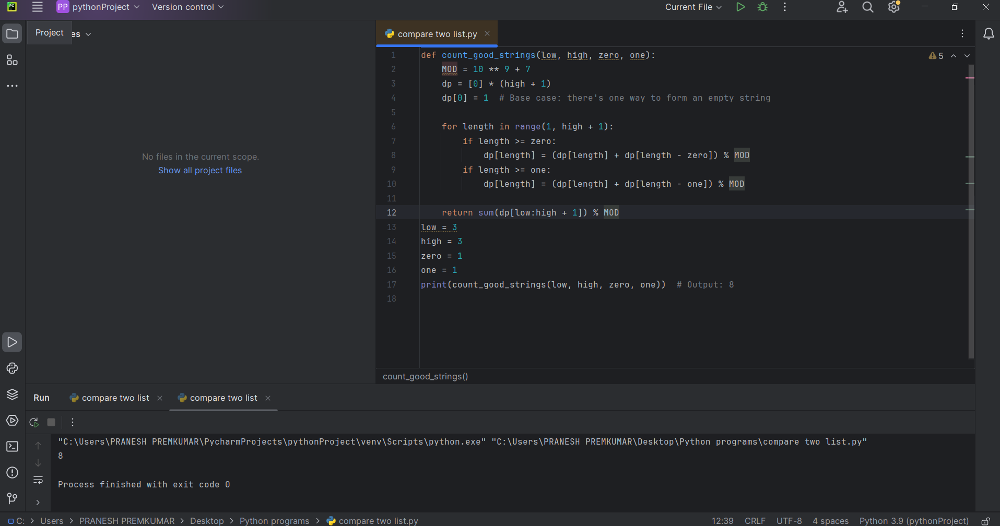 PC PP pythonProject Version control Current File
Project es
compare two list.py
1 def count_good_strings(low, high, zero, one):
5
2     MOD = 10 ** 9 + 7
3     dp = [0] * (high + 1)
4     dp[0] = 1  # Base case: there's one way to form an empty string
5
6     for length in range(1, high + 1):
7         if length >= zero:
8             dp[length] = (dp[length] + dp[length - zero]) % MOD
9         if length >= one:
10             dp[length] = (dp[length] + dp[length - one]) % MOD
11
12     return sum(dp[low:high + 1]) % MOD
13 low = 3
14 high = 3
15 zero = 1
16 one = 1
17 print(count_good_strings(low, high, zero, one))  # Output: 8
18
No files in the current scope.
Show all project files
count_good_strings()
Run compare two list compare two list
"C:\Users\PRANESH PREMKUMAR\PycharmProjects\pythonProject\venv\Scripts\python.exe" "C:\Users\PRANESH PREMKUMAR\Desktop\Python programs\compare two list.py"
8
Process finished with exit code 0
C: > Users > PRANESH PREMKUMAR > Desktop > Python programs > compare two list.py 12:39 CRLF UTF-8 4 spaces Python 3.9 (pythonProject)